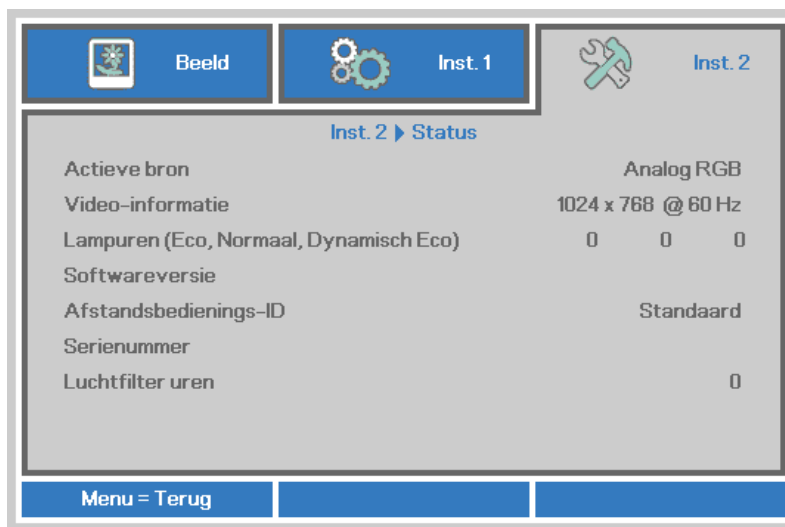 Beeld Inst. 1 Inst. 2
Inst. 2 ▶ Status
Actieve bron Analog RGB
Video-informatie 1024 x 768 @ 60 Hz
Lampuren (Eco, Normaal, Dynamisch Eco) 0 0 0
Softwareversie
Afstandsbedienings-ID Standaard
Serienummer
Luchtfilter uren 0
Menu = Terug